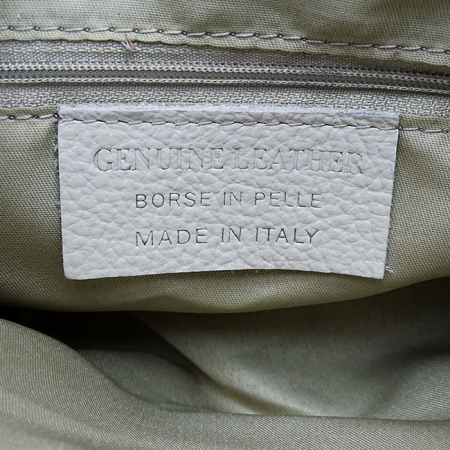 GENUINE LEATHER
BORSE IN PELLE
MADE IN ITALY